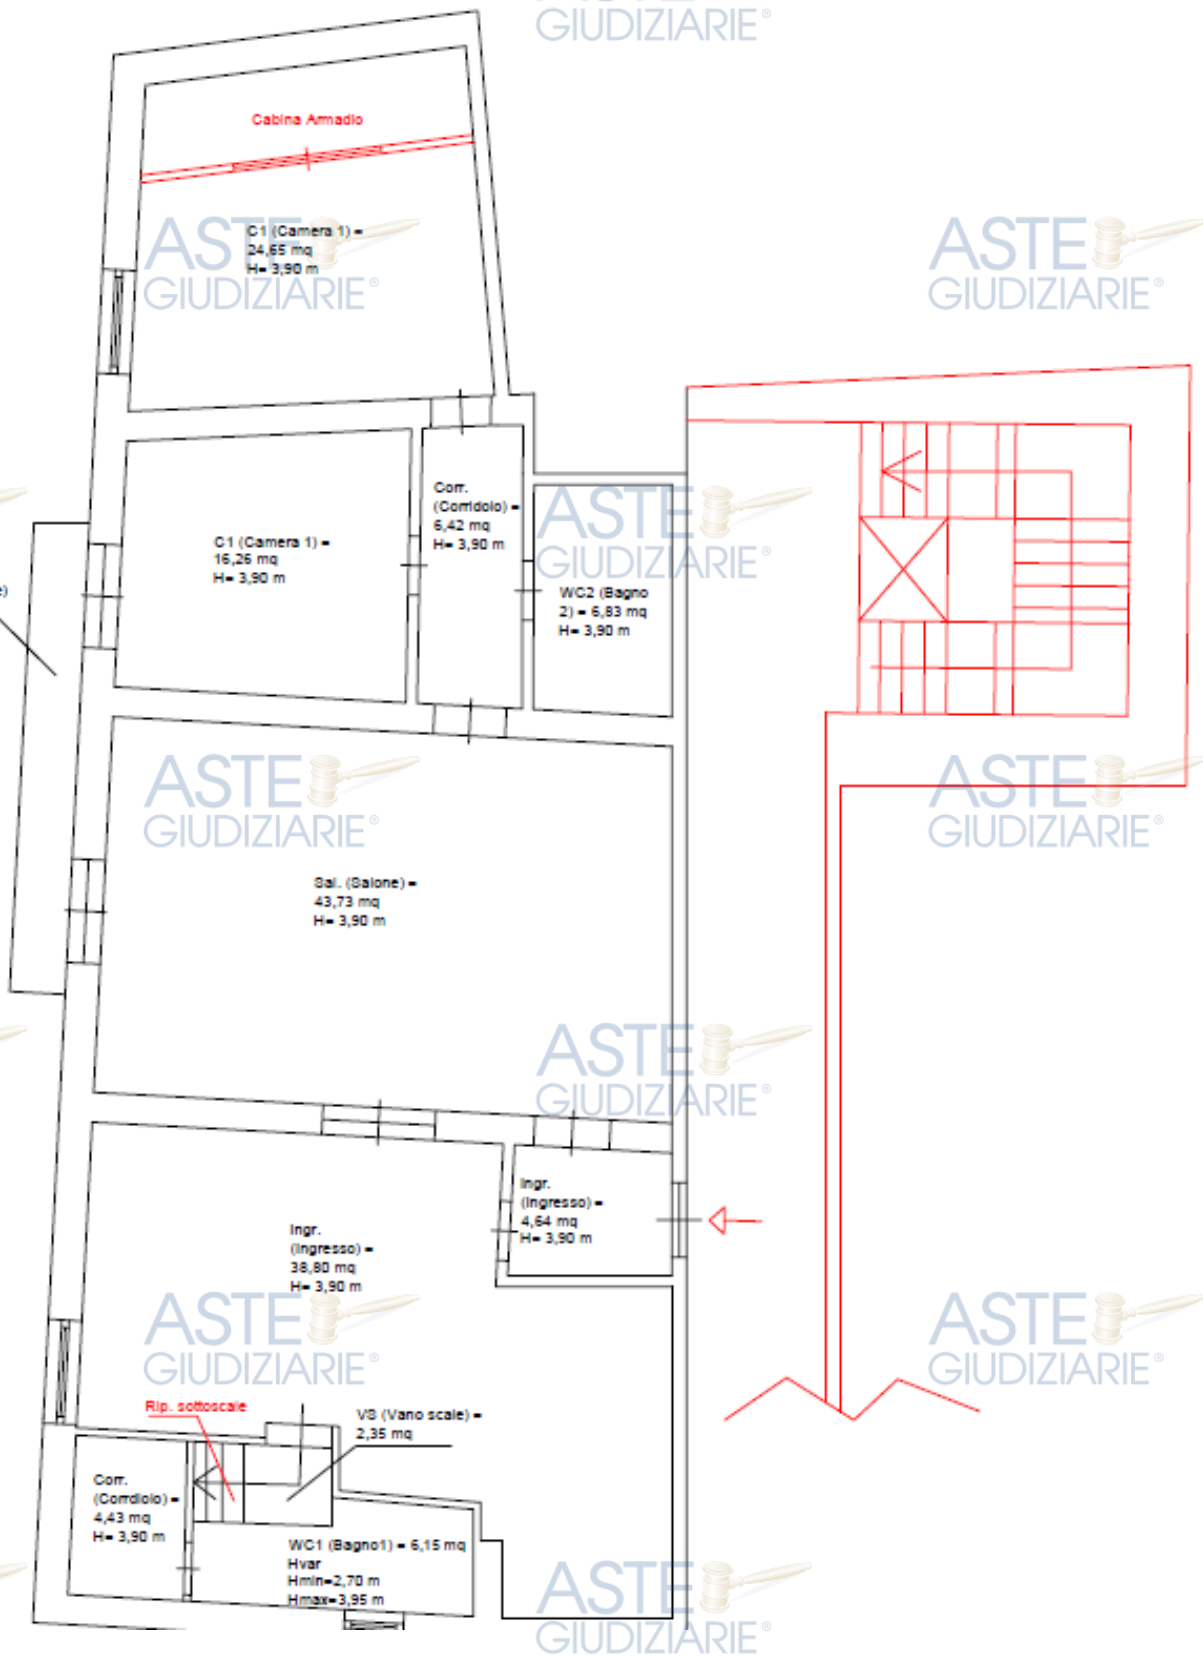 GIUDIZIARIE®
Cabina Armadio
C1 (Camera 1) =
24,65 mq
H= 3,90 m
ASTE
GIUDIZIARIE®
ASTE
GIUDIZIARIE®
Corr.
(Corridoio) =
6,42 mq
H= 3,90 m
ASTE
GIUDIZIARIE®
C1 (Camera 1) =
16,26 mq
H= 3,90 m
e)
WC2 (Bagno
2) = 6,83 mq
H= 3,90 m
ASTE
GIUDIZIARIE®
ASTE
GIUDIZIARIE®
Sal. (Salone) =
43,73 mq
H= 3,90 m
ASTE
GIUDIZIARIE®
Ingr.
(Ingresso) =
4,64 mq
H= 3,90 m
Ingr.
(Ingresso) =
38,80 mq
H= 3,90 m
ASTE
GIUDIZIARIE®
ASTE
GIUDIZIARIE®
Rip. sottoscale
VS (Vano scale) =
2,35 mq
Corr.
(Corrdioio) =
4,43 mq
H= 3,90 m
WC1 (Bagno1) = 6,15 mq
Hvar
Hmin=2,70 m
Hmax=3,95 m
ASTE
GIUDIZIARIE®